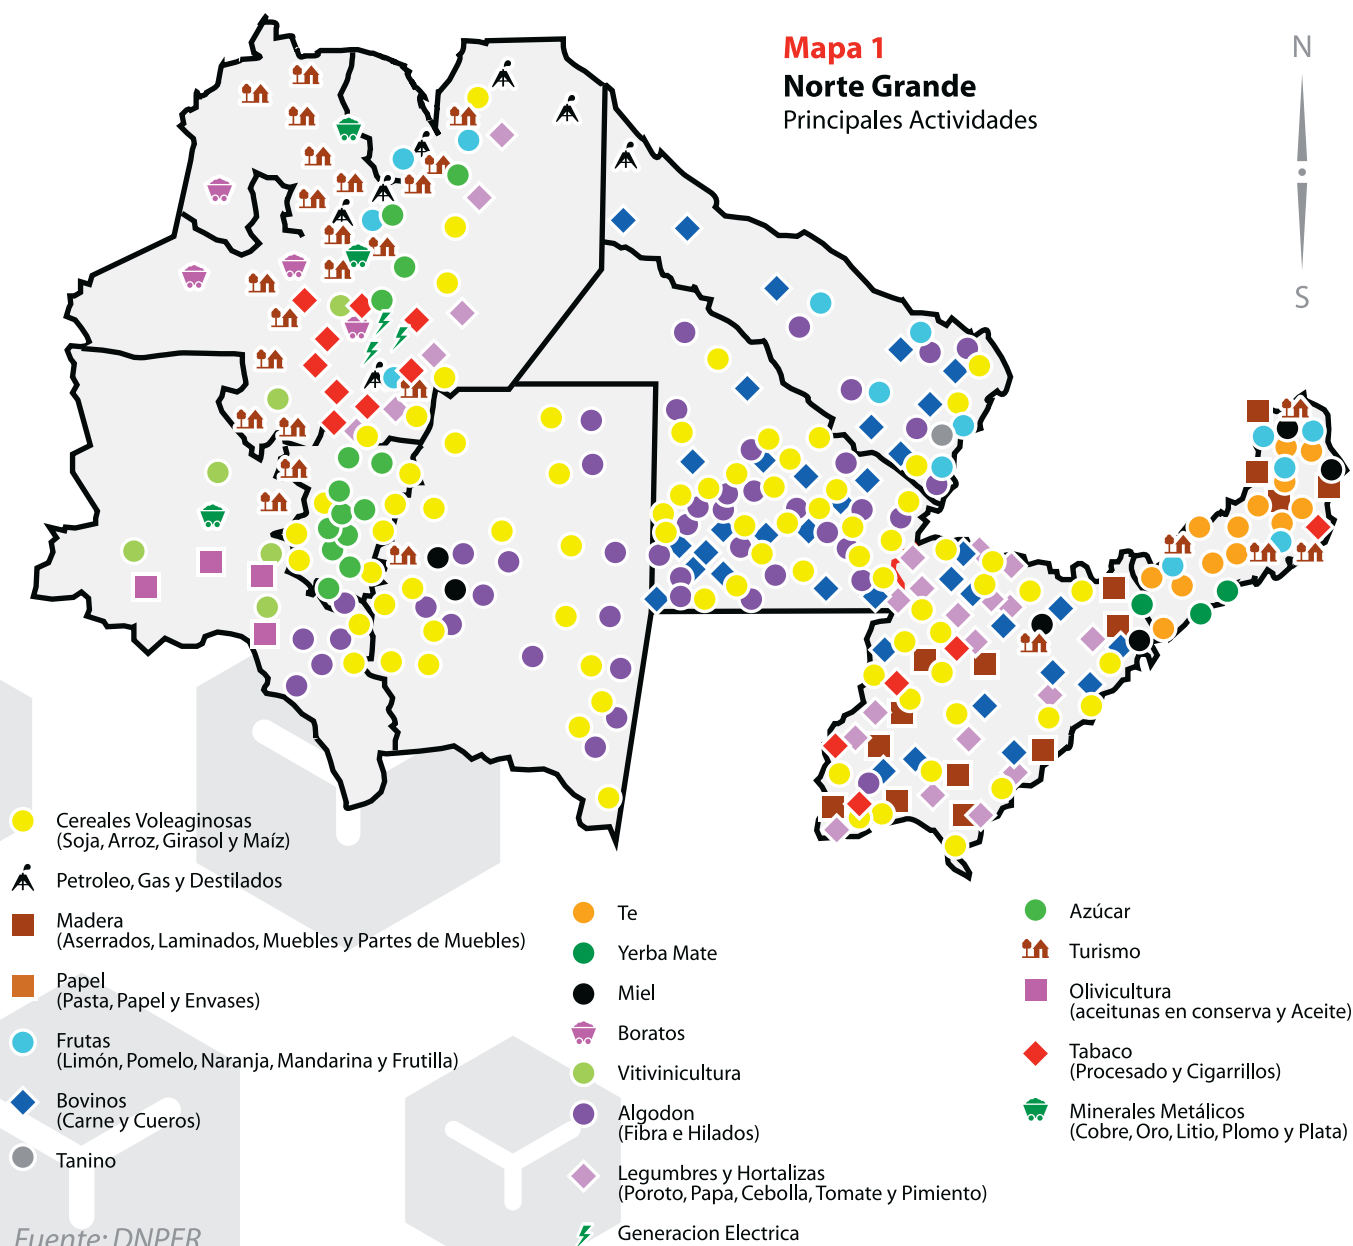 Mapa 1
Norte Grande
Principales Actividades
N
S
Cereales Voleaginosas
(Soja, Arroz, Girasol y Maíz)
Petroleo, Gas y Destilados
Madera
(Aserrados, Laminados, Muebles y Partes de Muebles)
Papel
(Pasta, Papel y Envases)
Frutas
(Limón, Pomelo, Naranja, Mandarina y Frutilla)
Bovinos
(Carne y Cueros)
Tanino
Te
Yerba Mate
Miel
Boratos
Vitivinicultura
Algodon
(Fibra e Hilados)
Legumbres y Hortalizas
(Poroto, Papa, Cebolla, Tomate y Pimiento)
Generacion Electrica
Azúcar
Turismo
Olivicultura
(aceitunas en conserva y Aceite)
Tabaco
(Procesado y Cigarrillos)
Minerales Metálicos
(Cobre, Oro, Litio, Plomo y Plata)
Fuente: DNPER